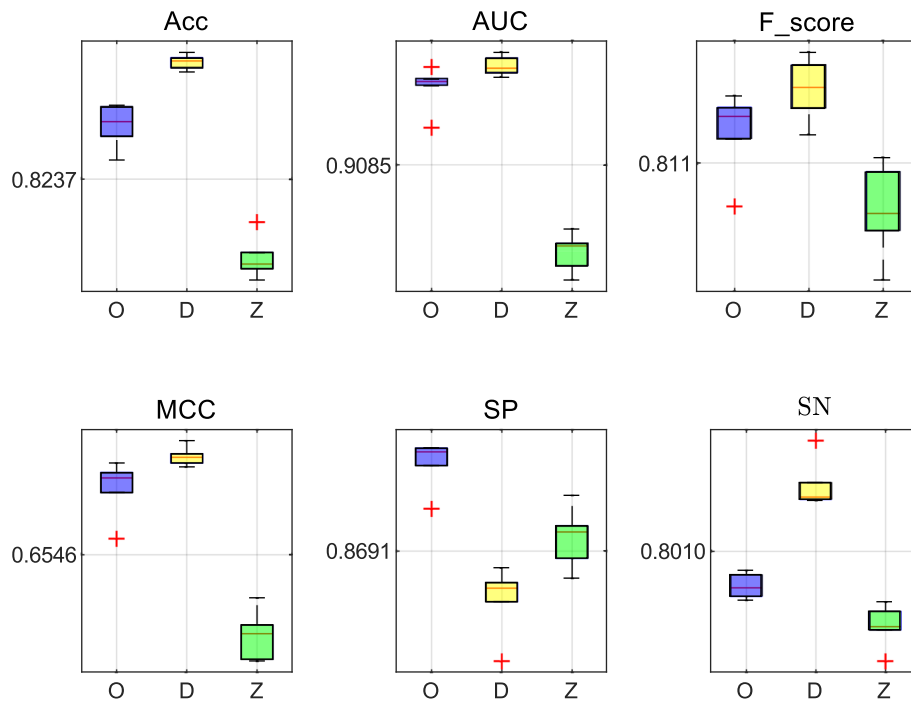 Acc
AUC
F_score
0.8237
0.9085
0.811
O D Z
O D Z
O D Z
MCC
SP
SN
0.6546
0.8691
0.8010
O D Z
O D Z
O D Z